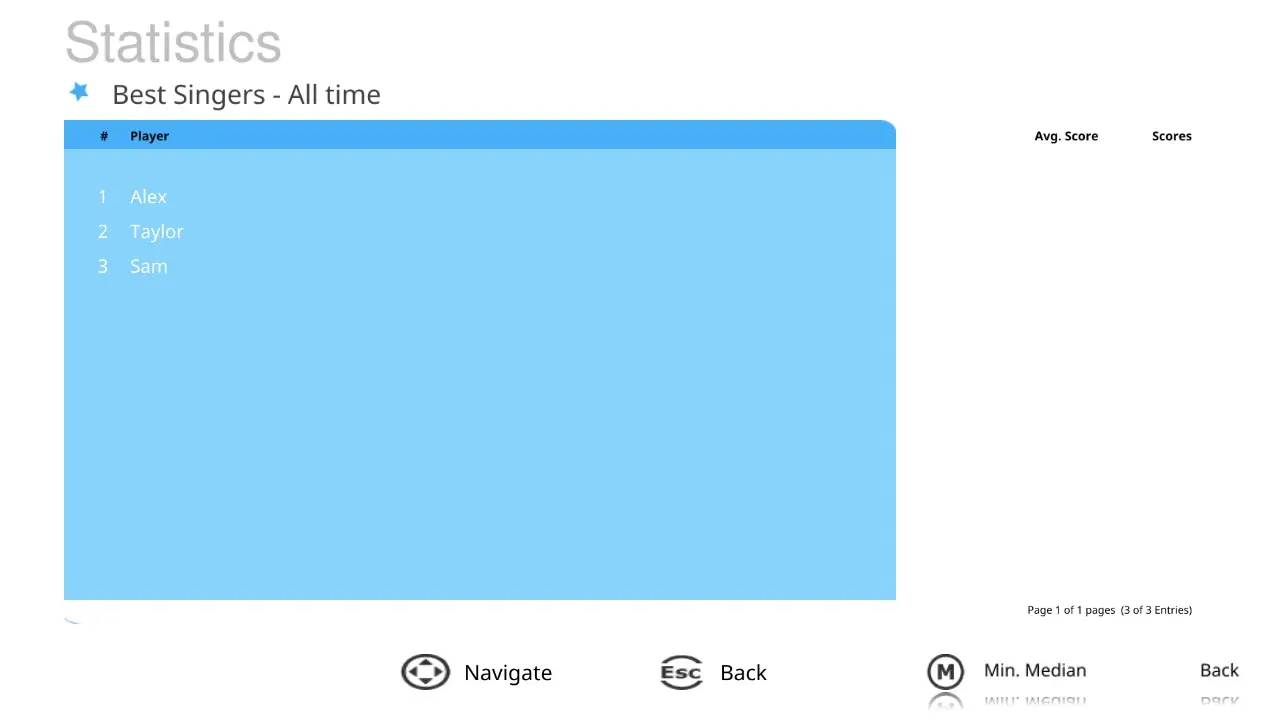 Statistics
Best Singers - All time
# Player Avg. Score Scores
1 Alex
2 Taylor
3 Sam
Page 1 of 1 pages (3 of 3 Entries)
Navigate Esc Back M Min. Median Back